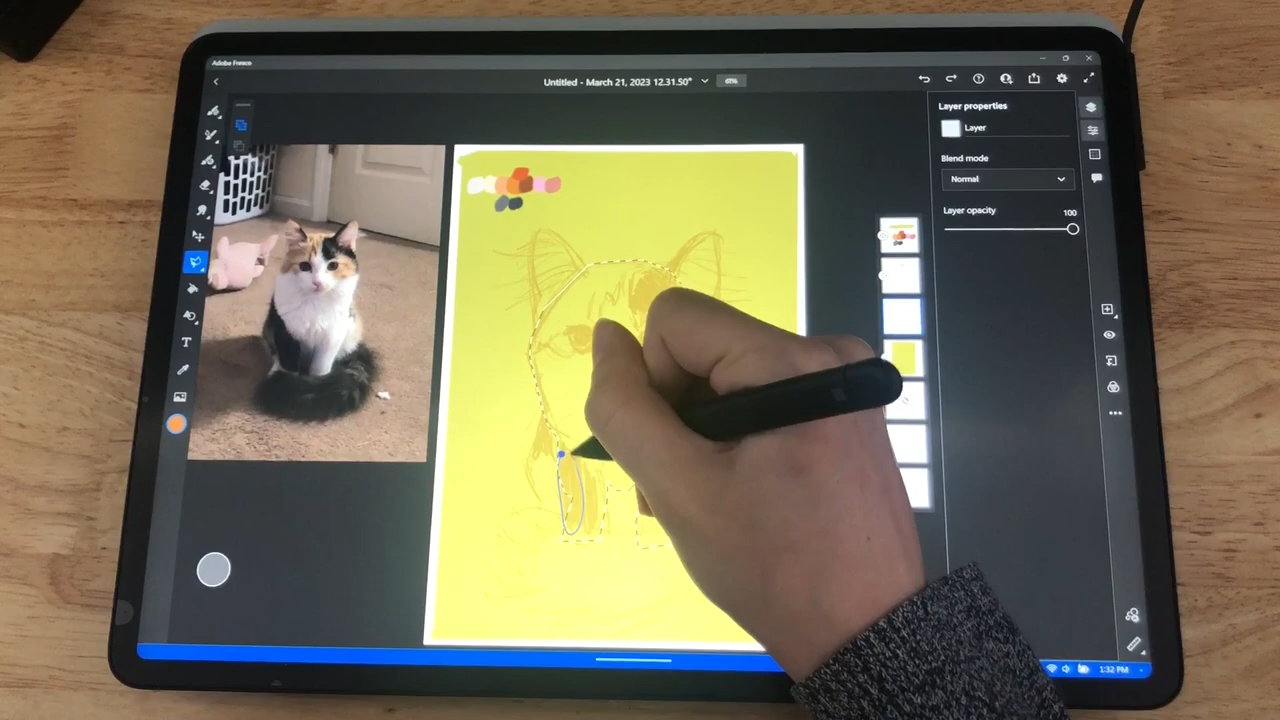 Adobe Fresco
Untitled - March 21, 2023 12.31.50*
61%
Layer properties
Layer
Blend mode
Normal
Layer opacity
100
T
1:32 PM